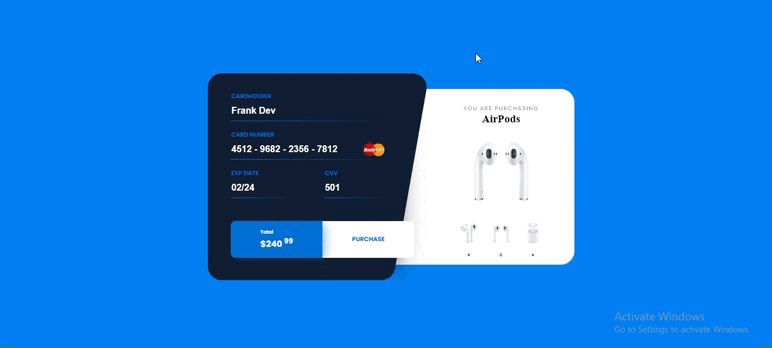 CARDHOLDER
Frank Dev
CARD NUMBER
4512 - 9682 - 2356 - 7812
MasterCard
EXP DATE
CVV
02/24
501
Total
$240 99
PURCHASE
YOU ARE PURCHASING
AirPods
Activate Windows
Go to Settings to activate Windows.